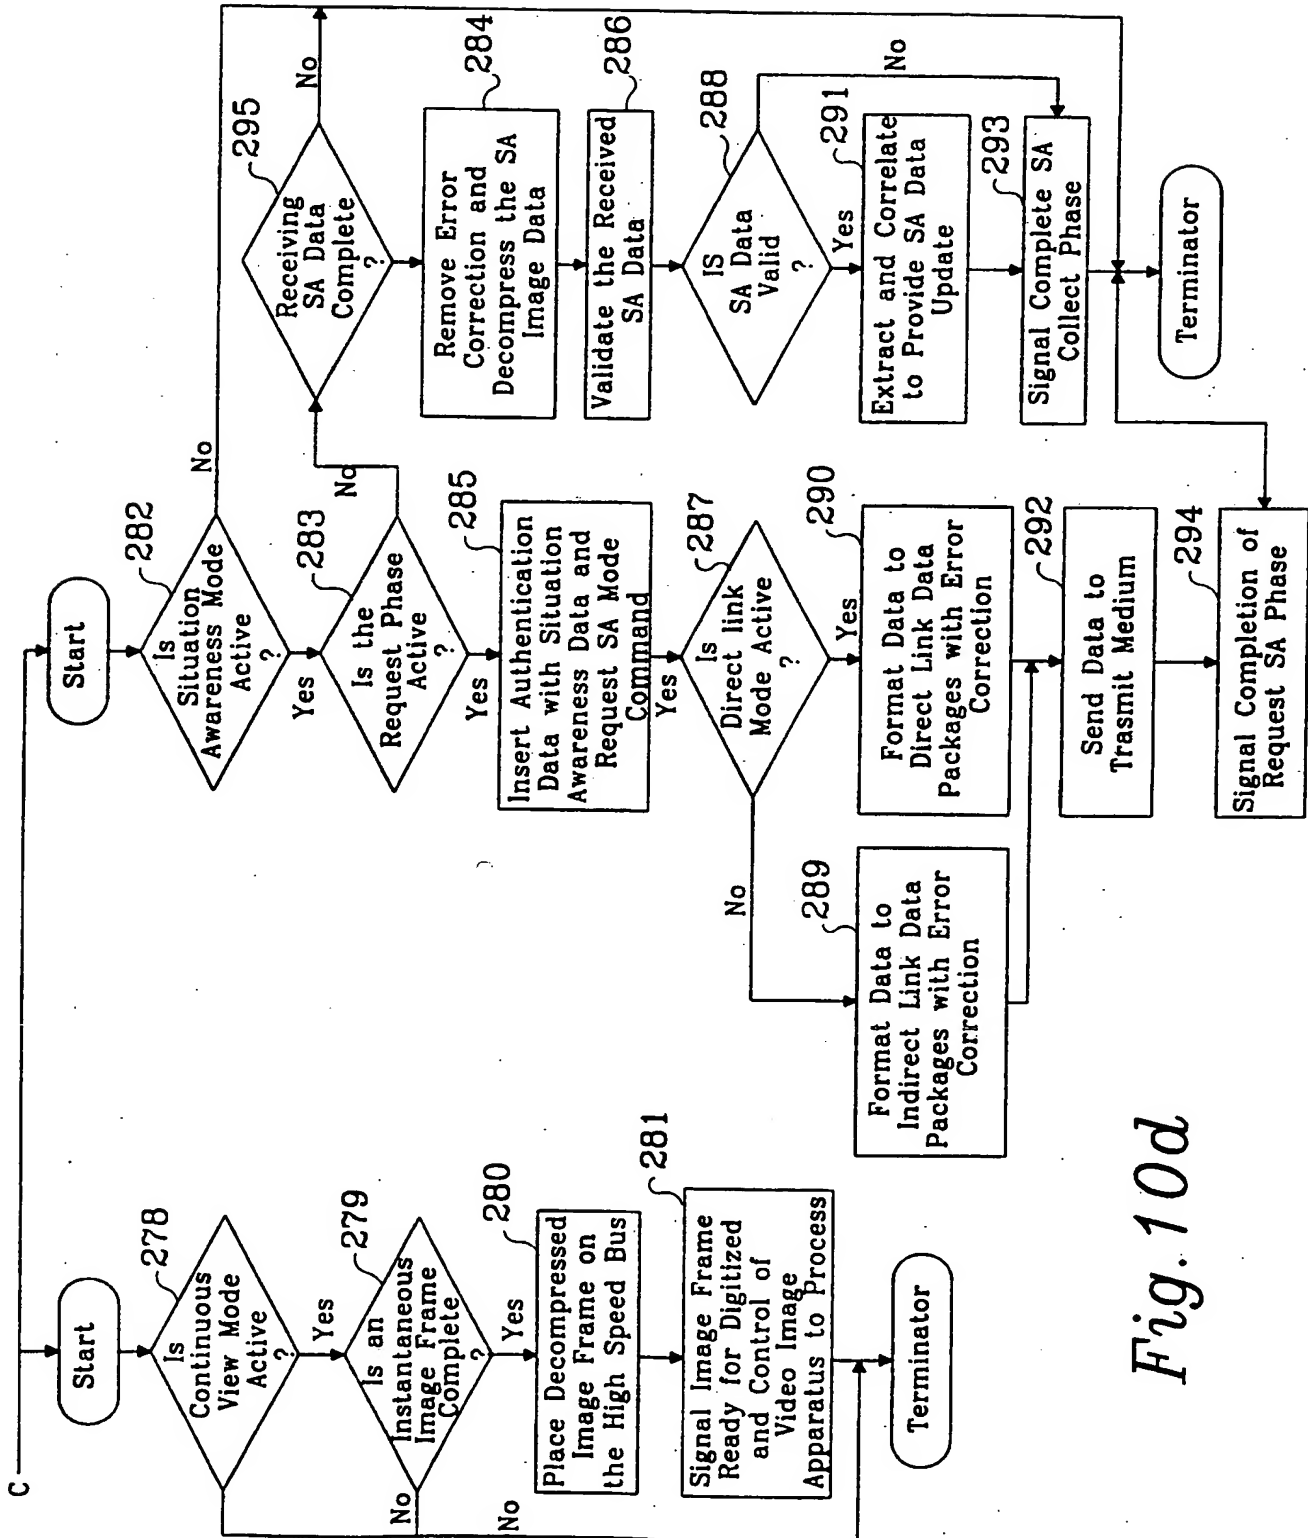 C
Start
278
Is
Continuous
View Mode
Active
?
Yes
279
Is an
Instantaneous
Image Frame
Complete
?
No
Yes
No
280
Place Decompressed
Image Frame on
the High Speed Bus
281
Signal Image Frame
Ready for Digitized
and Control of
Video Image
Apparatus to Process
Terminator
Start
282
Is
Situation
Awareness Mode
Active
?
No
Yes
283
Is the
Request Phase
Active
?
No
Yes
285
Insert Authentication
Data with Situation
Awareness Data and
Request SA Mode
Command
Yes
287
Is
Direct link
Mode Active
?
No
Yes
289
Format Data to
Indirect Link Data
Packages with Error
Correction
290
Format Data to
Direct Link Data
Packages with Error
Correction
292
Send Data to
Trasmit Medium
294
Signal Completion of
Request SA Phase
295
Receiving
SA Data
Complete
?
No
284
Remove Error
Correction and
Decompress the SA
Image Data
286
Validate the Received
SA Data
288
IS
SA Data
Valid
?
No
Yes
291
Extract and Correlate
to Provide SA Data
Update
293
Signal Complete SA
Collect Phase
Terminator
Fig. 10d